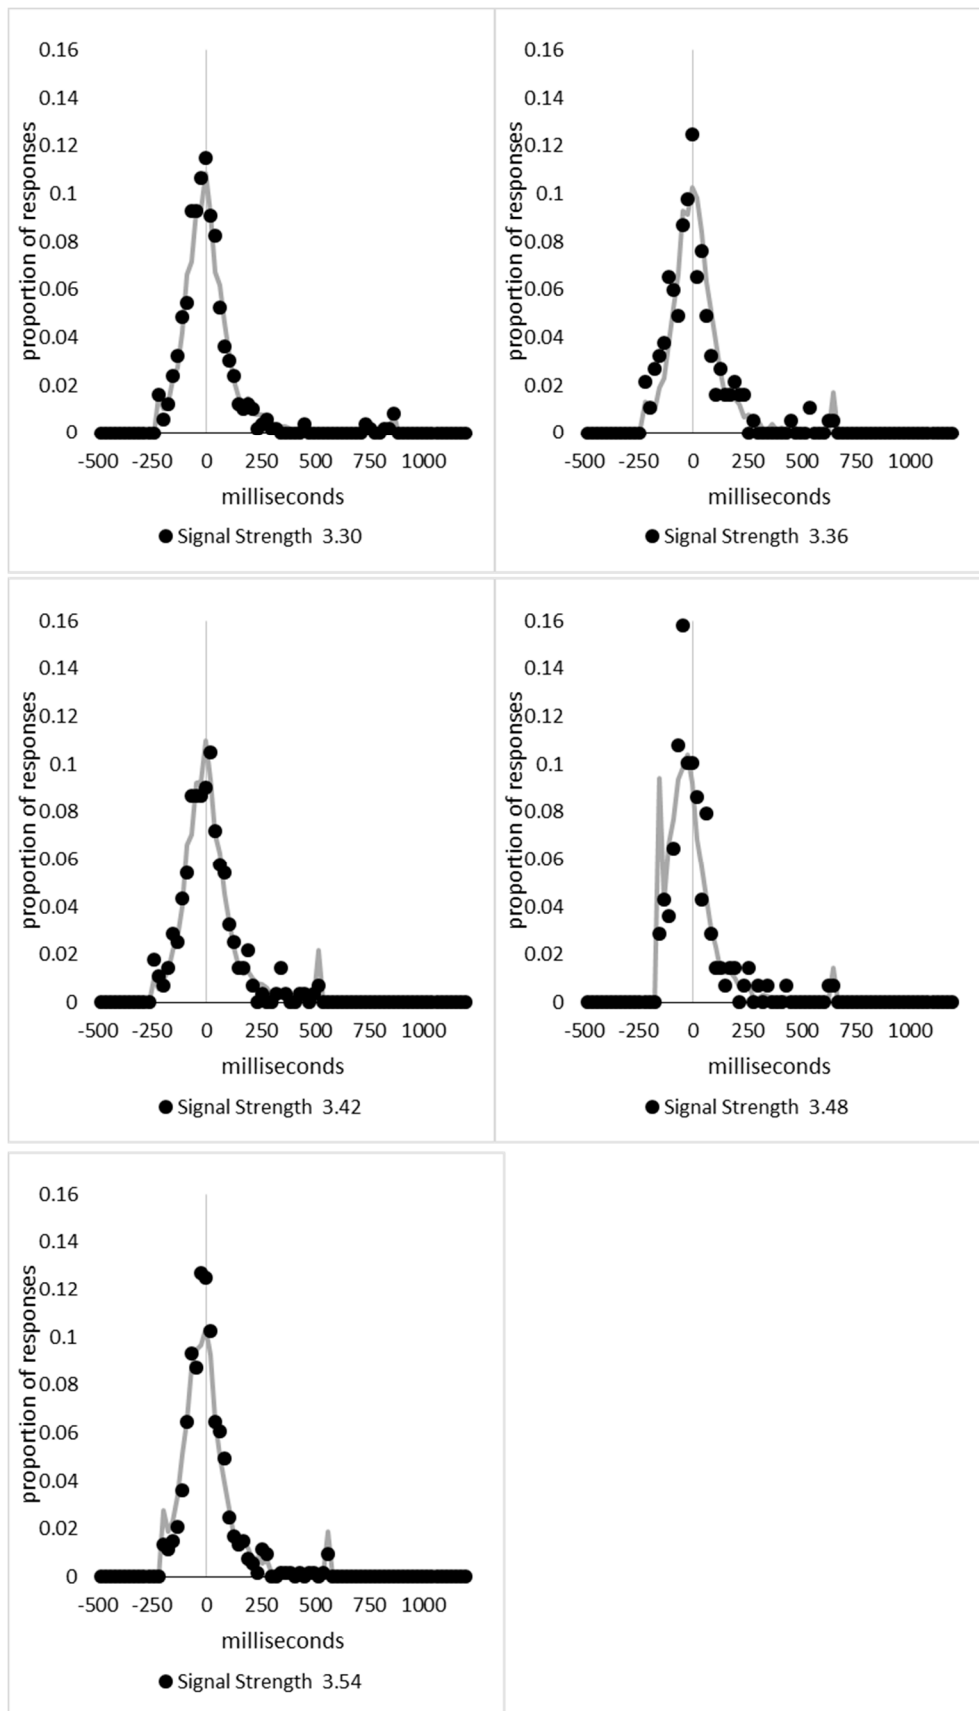 proportion of responses
0.16
0.14
0.12
0.1
0.08
0.06
0.04
0.02
0
-500 -250 0 250 500 750 1000
milliseconds
Signal Strength 3.30
proportion of responses
0.16
0.14
0.12
0.1
0.08
0.06
0.04
0.02
0
-500 -250 0 250 500 750 1000
milliseconds
Signal Strength 3.36
proportion of responses
0.16
0.14
0.12
0.1
0.08
0.06
0.04
0.02
0
-500 -250 0 250 500 750 1000
milliseconds
Signal Strength 3.42
proportion of responses
0.16
0.14
0.12
0.1
0.08
0.06
0.04
0.02
0
-500 -250 0 250 500 750 1000
milliseconds
Signal Strength 3.48
proportion of responses
0.16
0.14
0.12
0.1
0.08
0.06
0.04
0.02
0
-500 -250 0 250 500 750 1000
milliseconds
Signal Strength 3.54